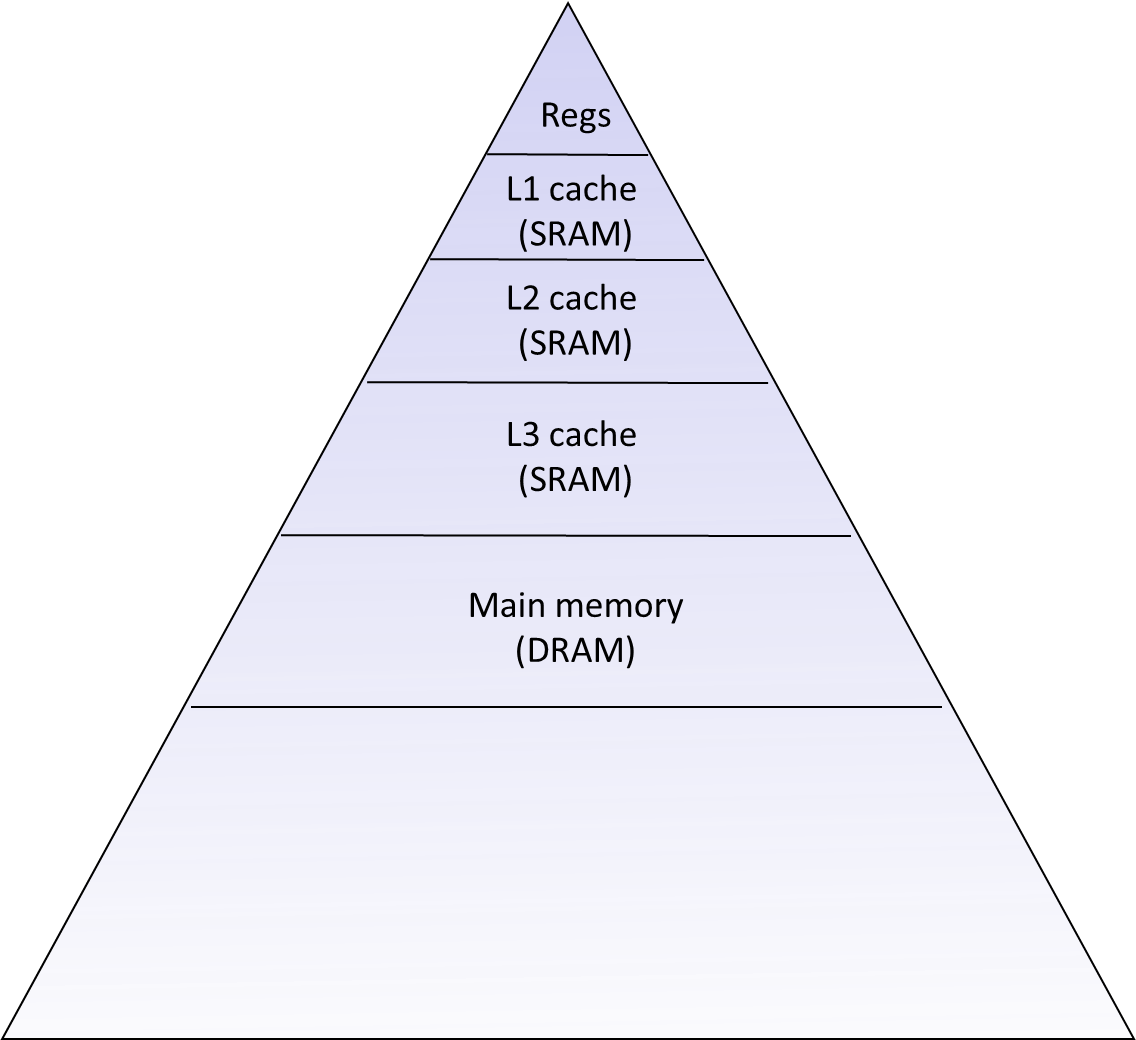 Regs
L1 cache
(SRAM)
L2 cache
(SRAM)
L3 cache
(SRAM)
Main memory
(DRAM)